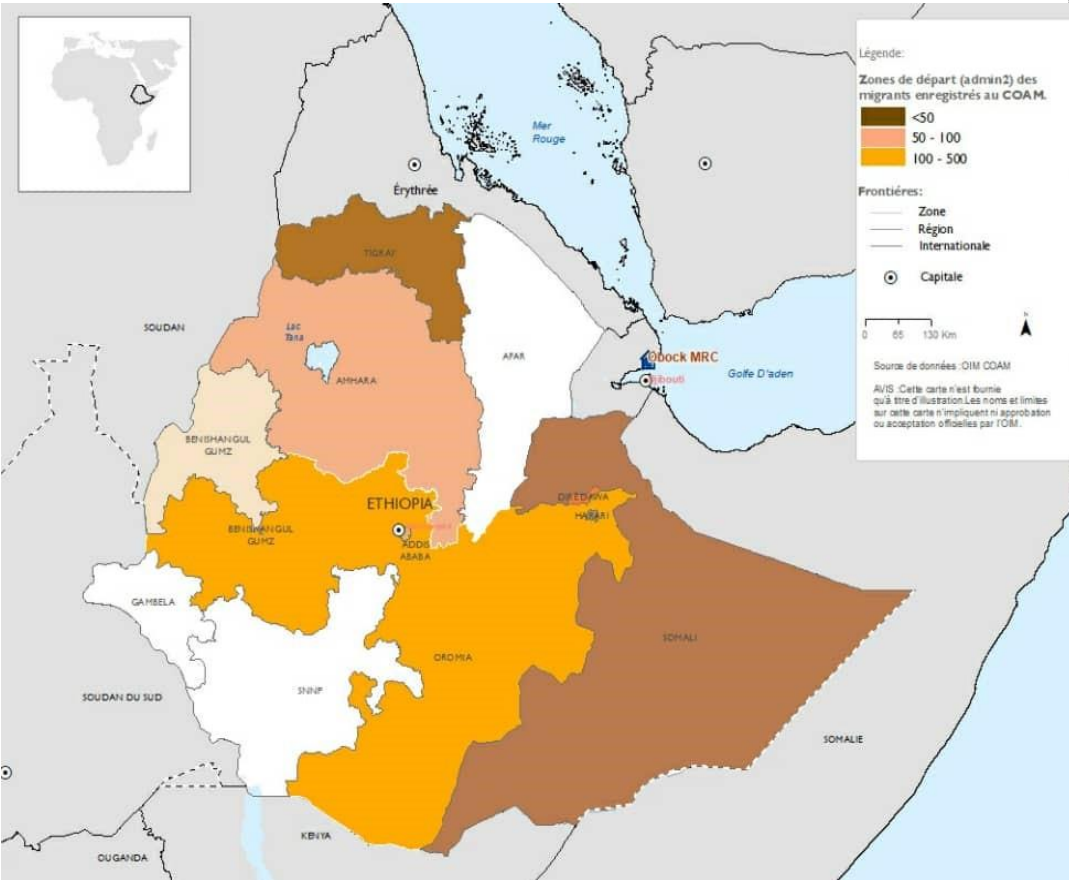 Mer
Rouge
Érythrée
TIGRAY
SOUDAN
Lac
Tana
AFAR
AMHARA
Obock MRC
Djibouti
Golfe D'aden
BENISHANGUL
GUMZ
DIRE DAWA
HARARI
ETHIOPIA
BENISHANGUL
GUMZ
ADDIS
ABABA
GAMBELA
SOMALI
OROMIA
SNNP
SOUDAN DU SUD
SOMALIE
KENYA
OUGANDA
Légende:
Zones de départ (admin2) des
migrants enregistrés au COAM.
<50
50 - 100
100 - 500
Frontiéres:
Zone
Région
Internationale
Capitale
0 65 130 Km
N
Source de données :OIM COAM
AVIS :Cette carte n'est fournie
qu'à titre d'illustration.Les noms et limites
sur cette carte n'impliquent ni approbation
ou acceptation officielles par l'OIM.